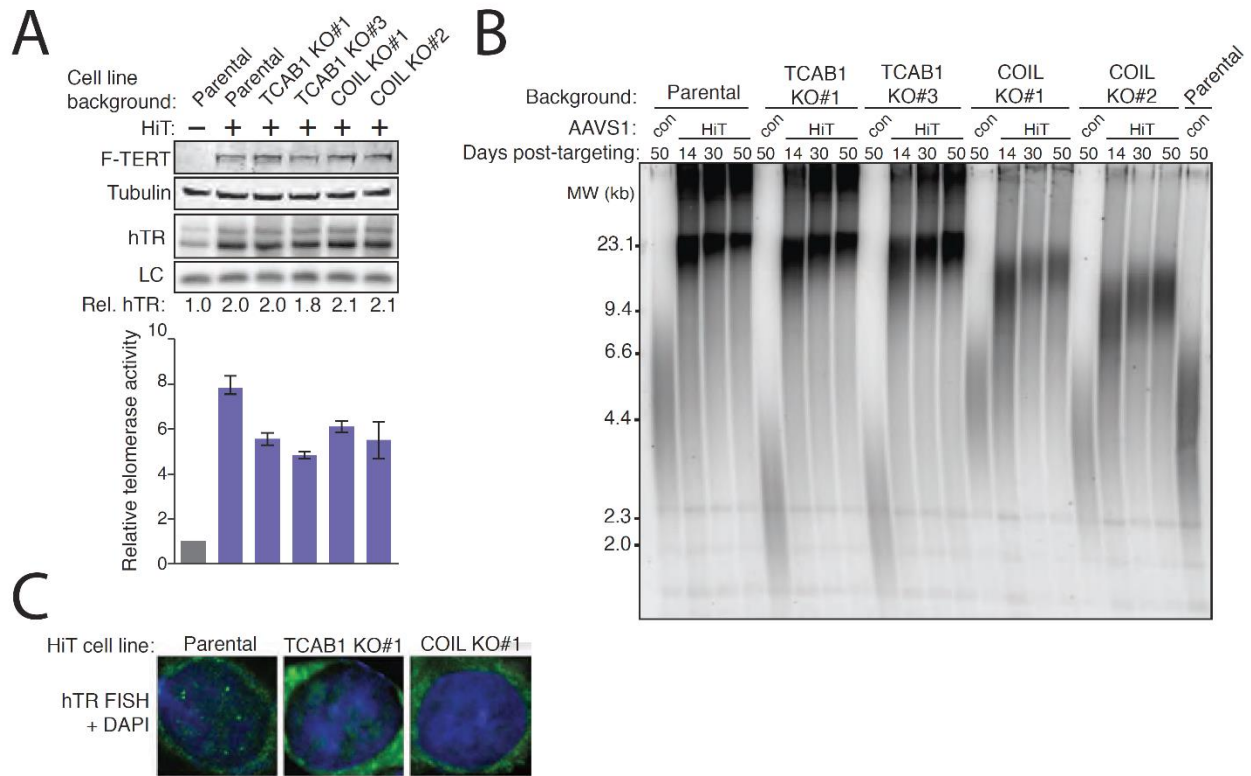 A
Cell line
background:
Parental
Parental
TCAB1 KO#1
TCAB1 KO#3
COIL KO#1
COIL KO#2
HiT: − + + + + +
F-TERT
Tubulin
hTR
LC
Rel. hTR: 1.0 2.0 2.0 1.8 2.1 2.1
Relative telomerase activity
10
8
6
4
2
0
B
Background: Parental TCAB1 KO#1 TCAB1 KO#3 COIL KO#1 COIL KO#2 Parental
AAVS1: con HiT con HiT con HiT con HiT con HiT con
Days post-targeting: 50 14 30 50 50 14 30 50 50 14 30 50 50 14 30 50 50 14 30 50 50
MW (kb)
23.1
9.4
6.6
4.4
2.3
2.0
C
HiT cell line: Parental TCAB1 KO#1 COIL KO#1
hTR FISH
+ DAPI